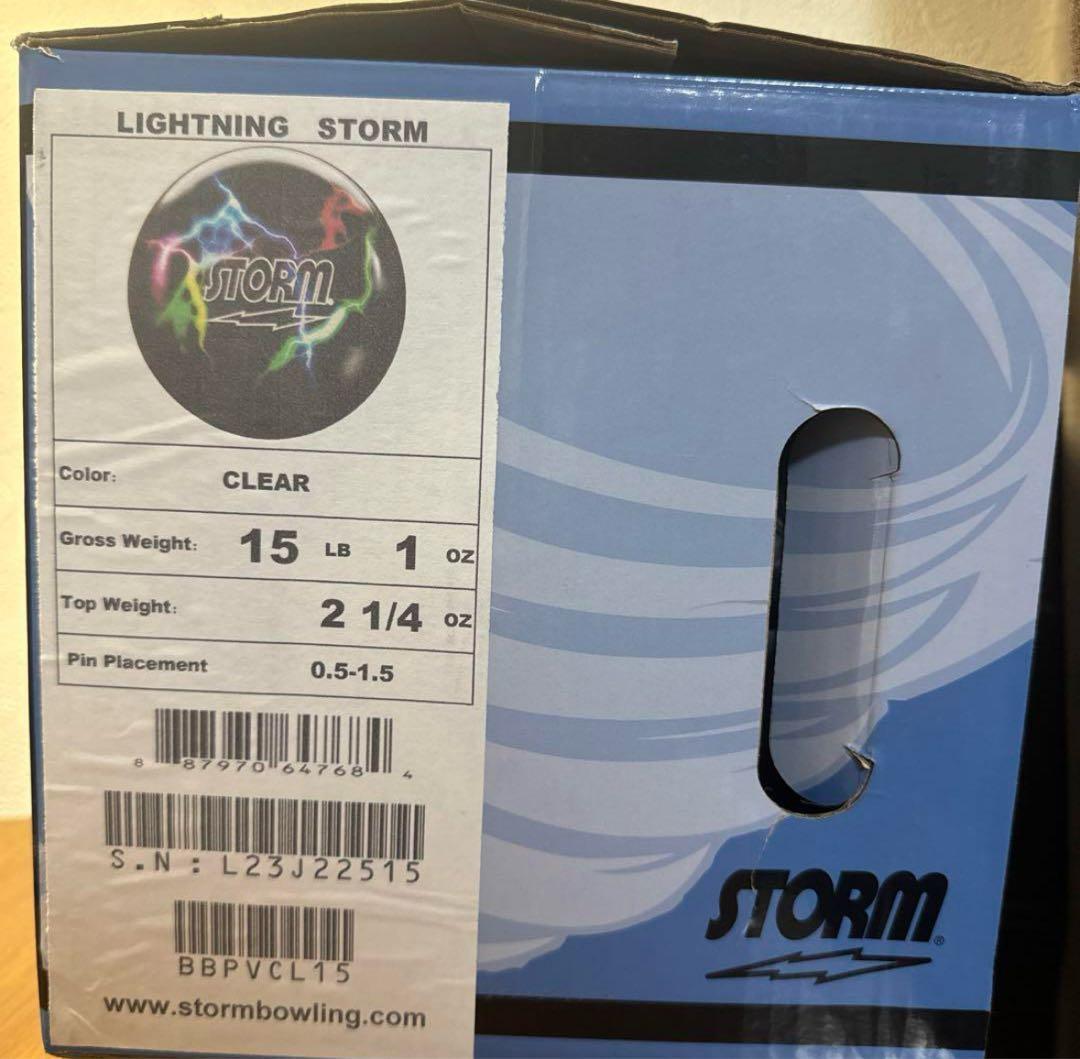 LIGHTNING STORM
STORM
Color: CLEAR
Gross Weight: 15 LB 1 oz
Top Weight: 2 1/4 oz
Pin Placement 0.5-1.5
8 87970 64768 4
S.N : L23J22515
BBPVCL15
www.stormbowling.com
STORM®